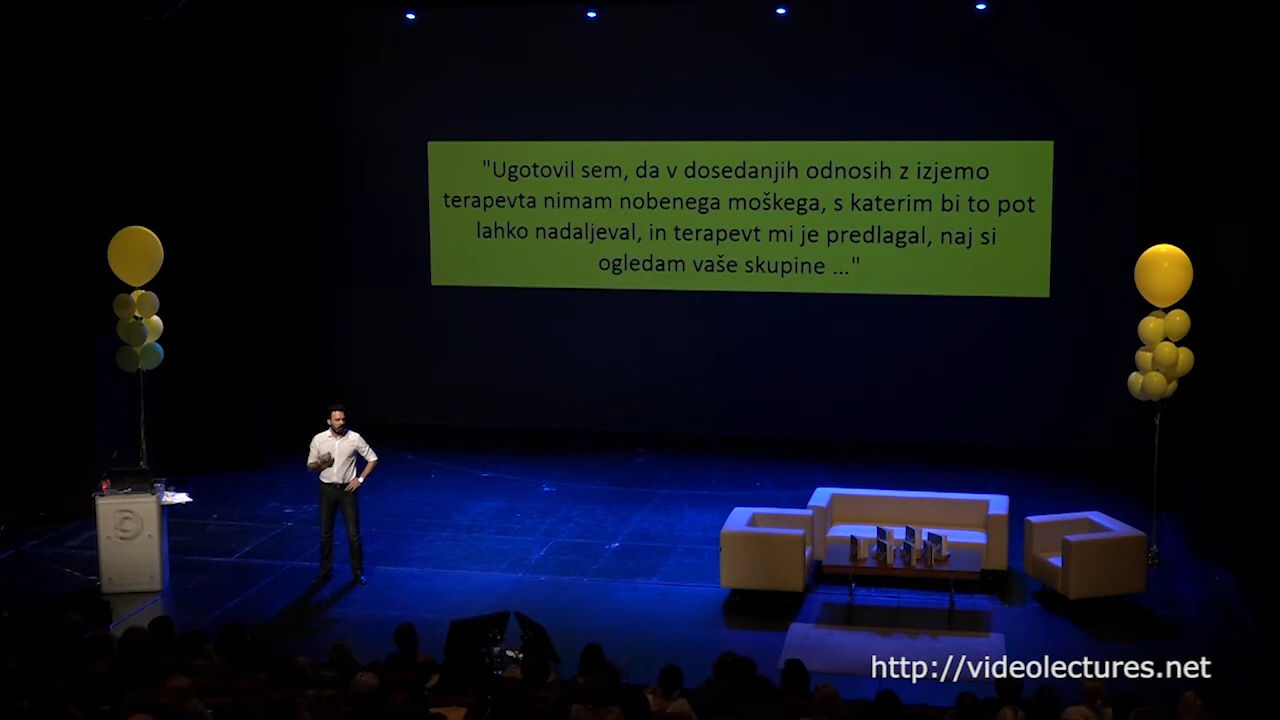 "Ugotovil sem, da v dosedanjih odnosih z izjemo
terapevta nimam nobenega moškega, s katerim bi to pot
lahko nadaljeval, in terapevt mi je predlagal, naj si
ogledam vaše skupine ..."
http://videolectures.net